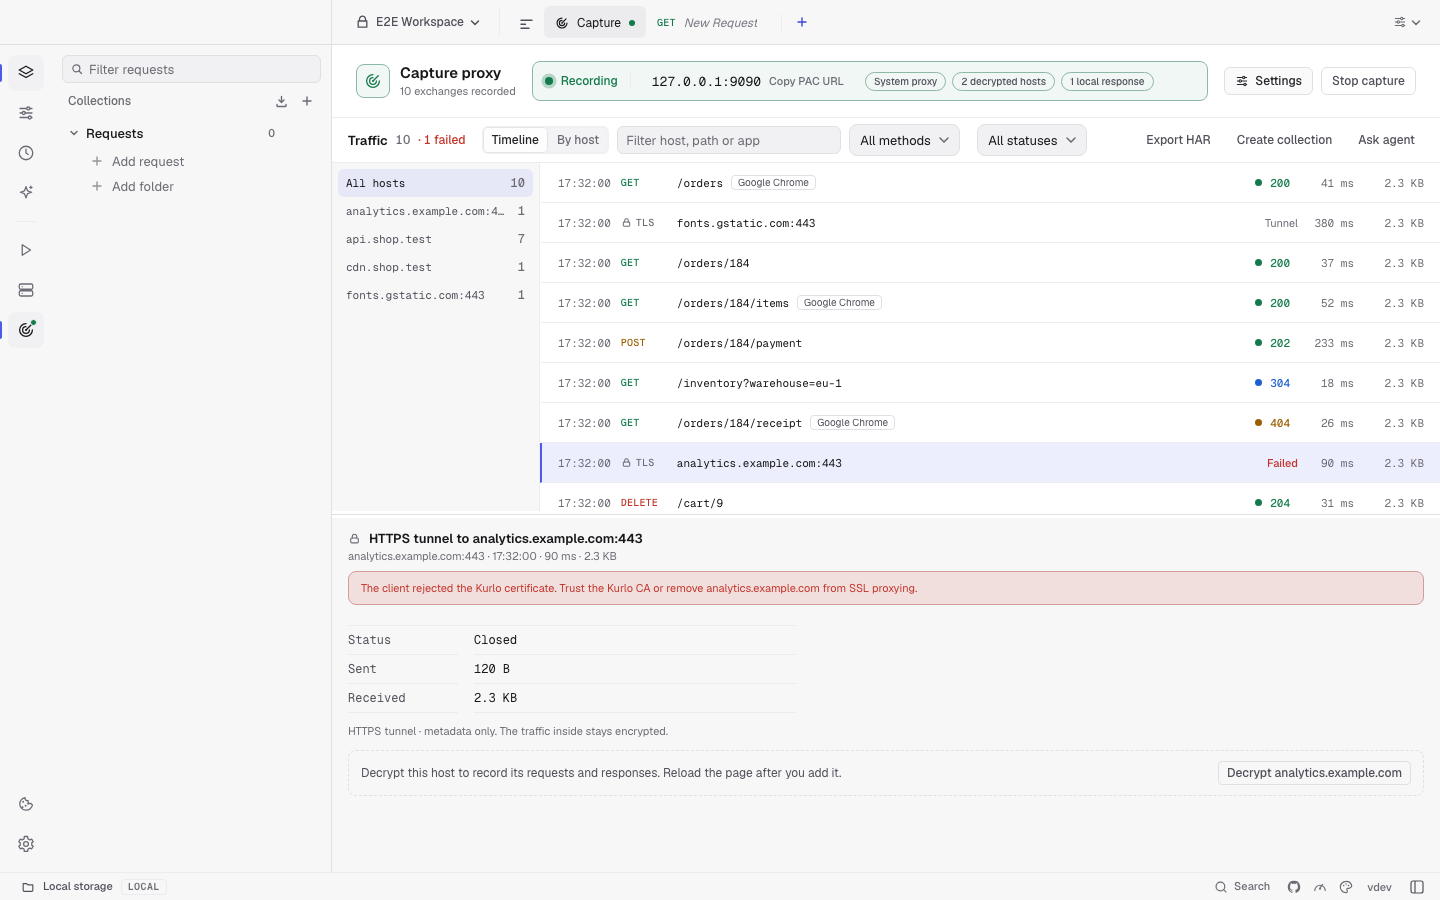 E2E Workspace
Capture
GET New Request
Filter requests
Collections
Requests 0
Add request
Add folder
Capture proxy
10 exchanges recorded
Recording
127.0.0.1:9090 Copy PAC URL
System proxy
2 decrypted hosts
1 local response
Settings
Stop capture
Traffic 10 · 1 failed
Timeline
By host
Filter host, path or app
All methods
All statuses
Export HAR
Create collection
Ask agent
All hosts 10
analytics.example.com:4… 1
api.shop.test 7
cdn.shop.test 1
fonts.gstatic.com:443 1
17:32:00 GET /orders Google Chrome 200 41 ms 2.3 KB
17:32:00 TLS fonts.gstatic.com:443 Tunnel 380 ms 2.3 KB
17:32:00 GET /orders/184 200 37 ms 2.3 KB
17:32:00 GET /orders/184/items Google Chrome 200 52 ms 2.3 KB
17:32:00 POST /orders/184/payment 202 233 ms 2.3 KB
17:32:00 GET /inventory?warehouse=eu-1 304 18 ms 2.3 KB
17:32:00 GET /orders/184/receipt Google Chrome 404 26 ms 2.3 KB
17:32:00 TLS analytics.example.com:443 Failed 90 ms 2.3 KB
17:32:00 DELETE /cart/9 204 31 ms 2.3 KB
HTTPS tunnel to analytics.example.com:443
analytics.example.com:443 · 17:32:00 · 90 ms · 2.3 KB
The client rejected the Kurlo certificate. Trust the Kurlo CA or remove analytics.example.com from SSL proxying.
Status Closed
Sent 120 B
Received 2.3 KB
HTTPS tunnel · metadata only. The traffic inside stays encrypted.
Decrypt this host to record its requests and responses. Reload the page after you add it.
Decrypt analytics.example.com
Local storage LOCAL
Search
vdev